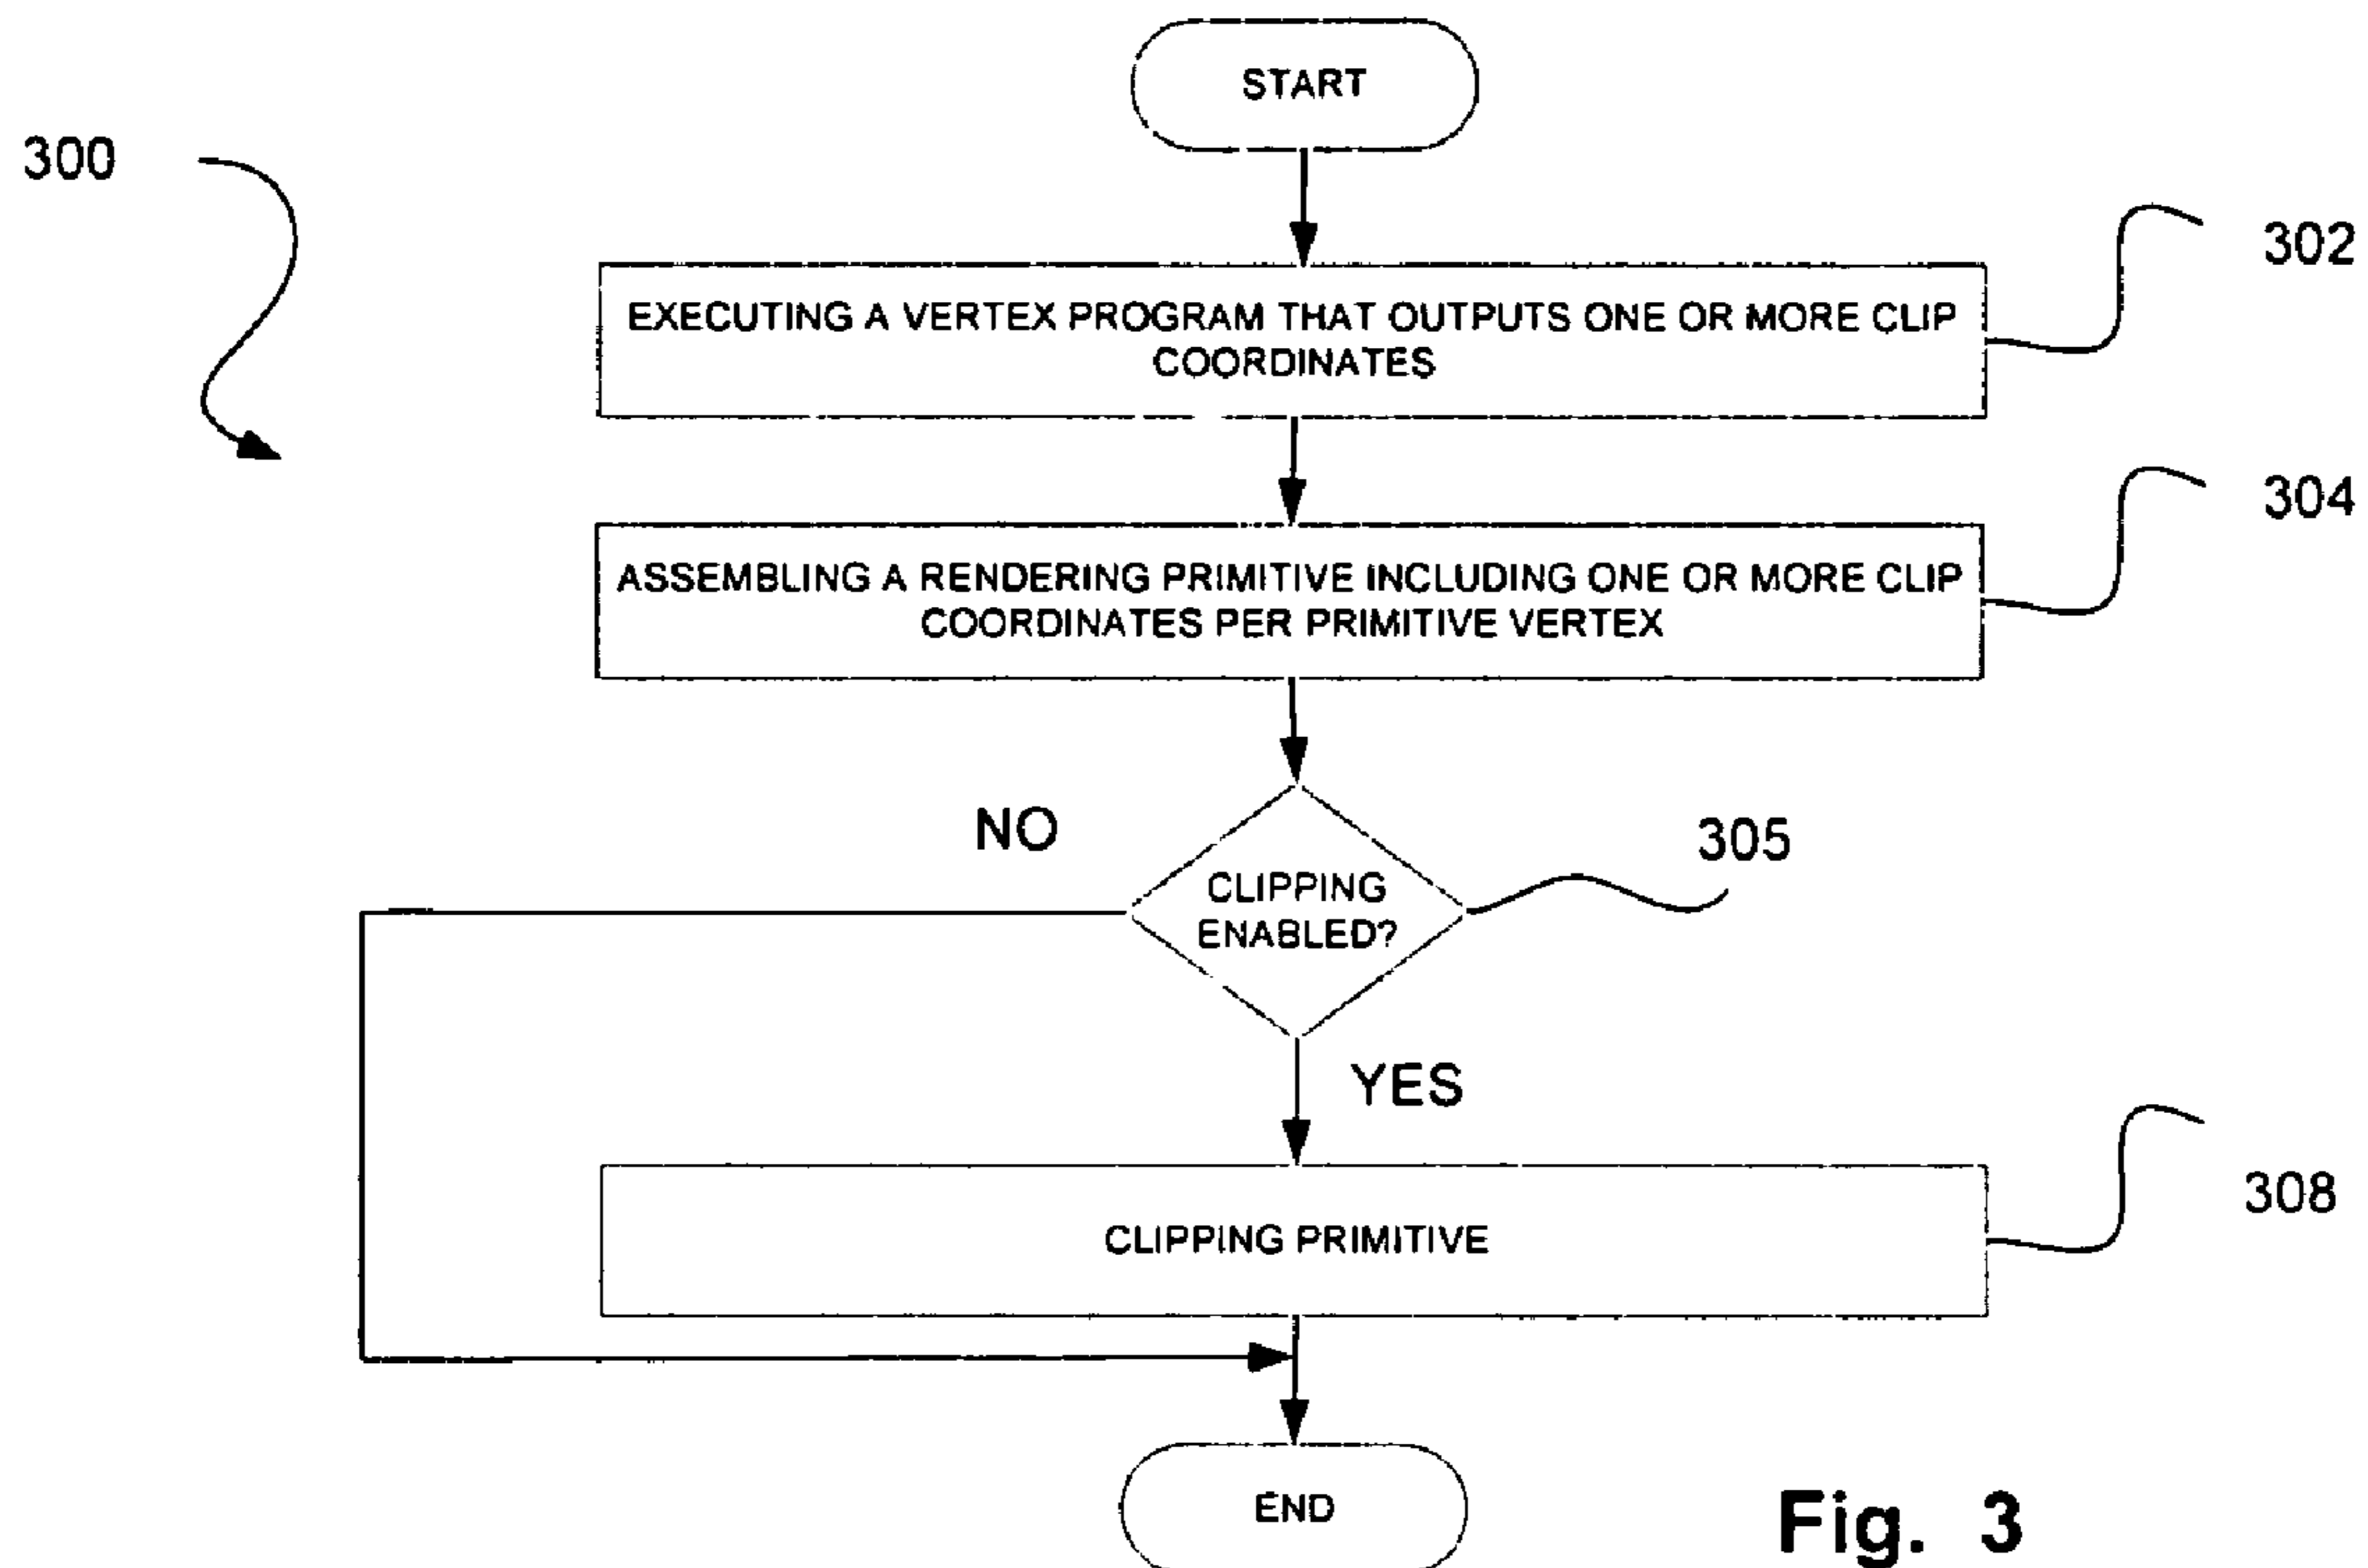 START
300
302
EXECUTING A VERTEX PROGRAM THAT OUTPUTS ONE OR MORE CLIP
COORDINATES
304
ASSEMBLING A RENDERING PRIMITIVE INCLUDING ONE OR MORE CLIP
COORDINATES PER PRIMITIVE VERTEX
NO
305
CLIPPING
ENABLED?
YES
308
CLIPPING PRIMITIVE
END
Fig. 3